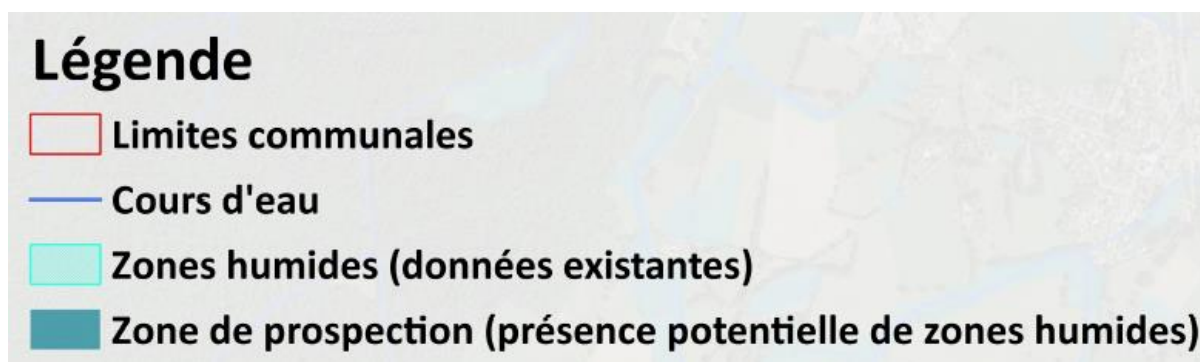 Légende
Limites communales
Cours d'eau
Zones humides (données existantes)
Zone de prospection (présence potentielle de zones humides)